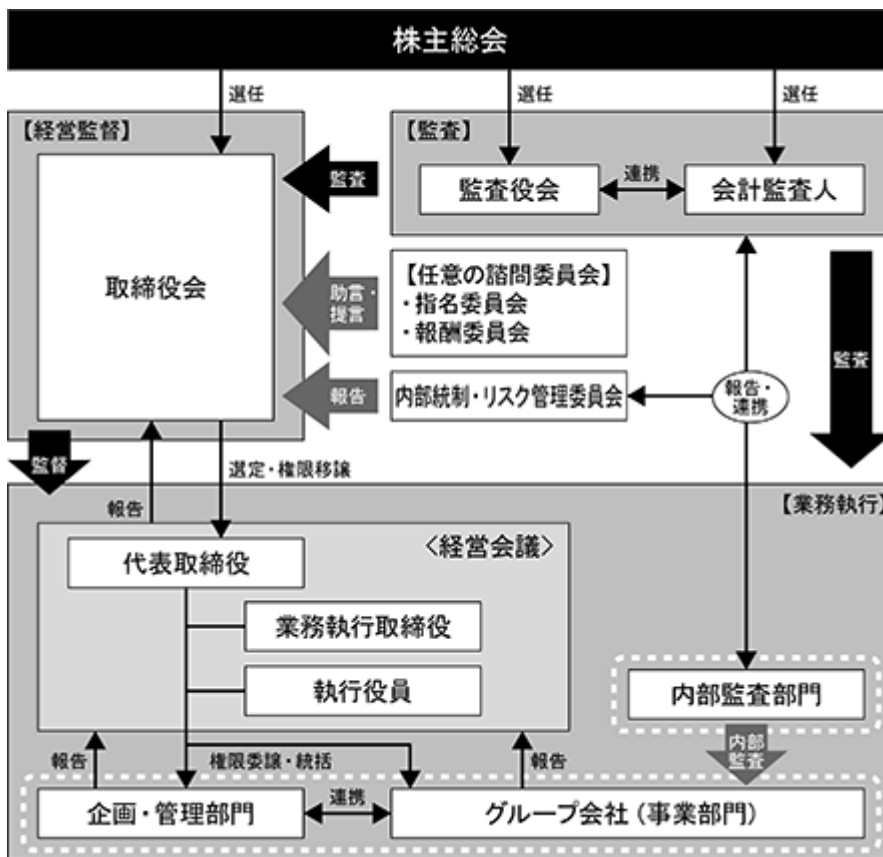 株主総会
選任
選任
選任
【経営監督】
【監査】
取締役会
監査
監査役会
連携
会計監査人
助言・
提言
【任意の諮問委員会】
・指名委員会
・報酬委員会
監査
報告
内部統制・リスク管理委員会
報告・
連携
監督
選定・権限移譲
報告
【業務執行】
〈経営会議〉
代表取締役
業務執行取締役
執行役員
内部監査部門
内部
監査
報告
権限委譲・統括
報告
企画・管理部門
連携
グループ会社（事業部門）